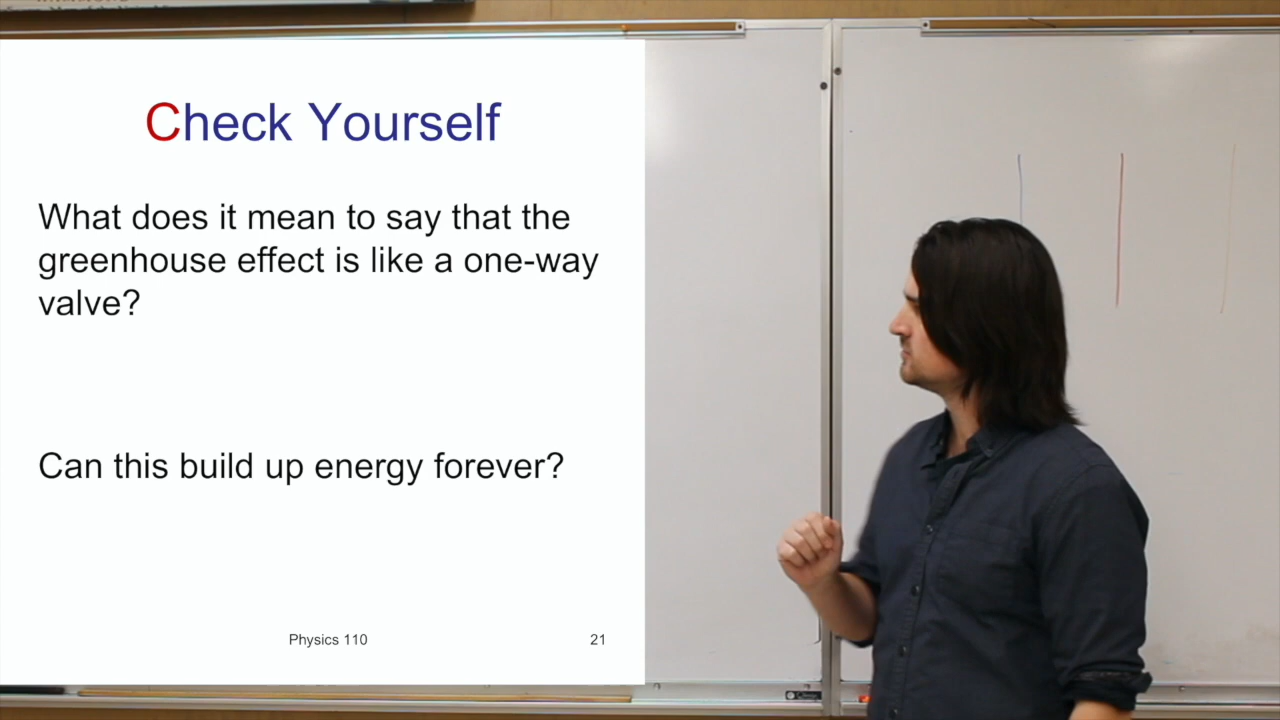 Check Yourself
What does it mean to say that the
greenhouse effect is like a one-way
valve?
Can this build up energy forever?
Physics 110
21